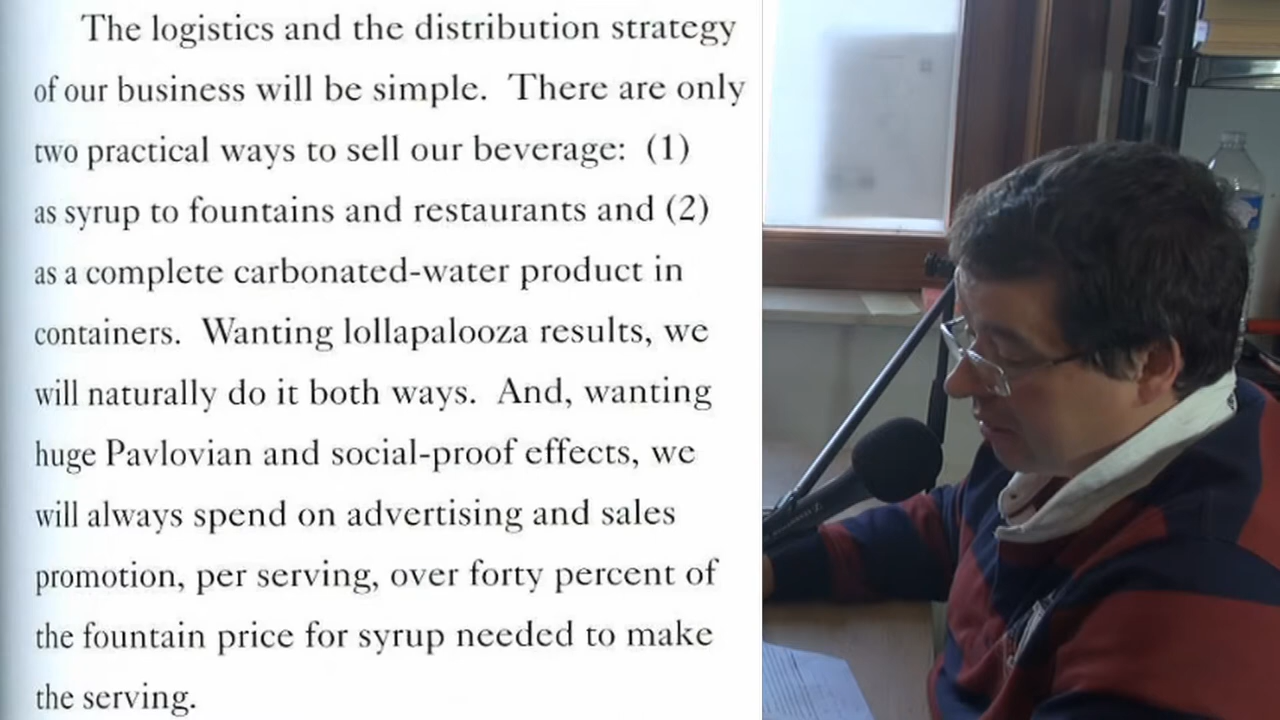 The logistics and the distribution strategy
of our business will be simple. There are only
two practical ways to sell our beverage: (1)
as syrup to fountains and restaurants and (2)
as a complete carbonated-water product in
containers. Wanting lollapalooza results, we
will naturally do it both ways. And, wanting
huge Pavlovian and social-proof effects, we
will always spend on advertising and sales
promotion, per serving, over forty percent of
the fountain price for syrup needed to make
the serving.